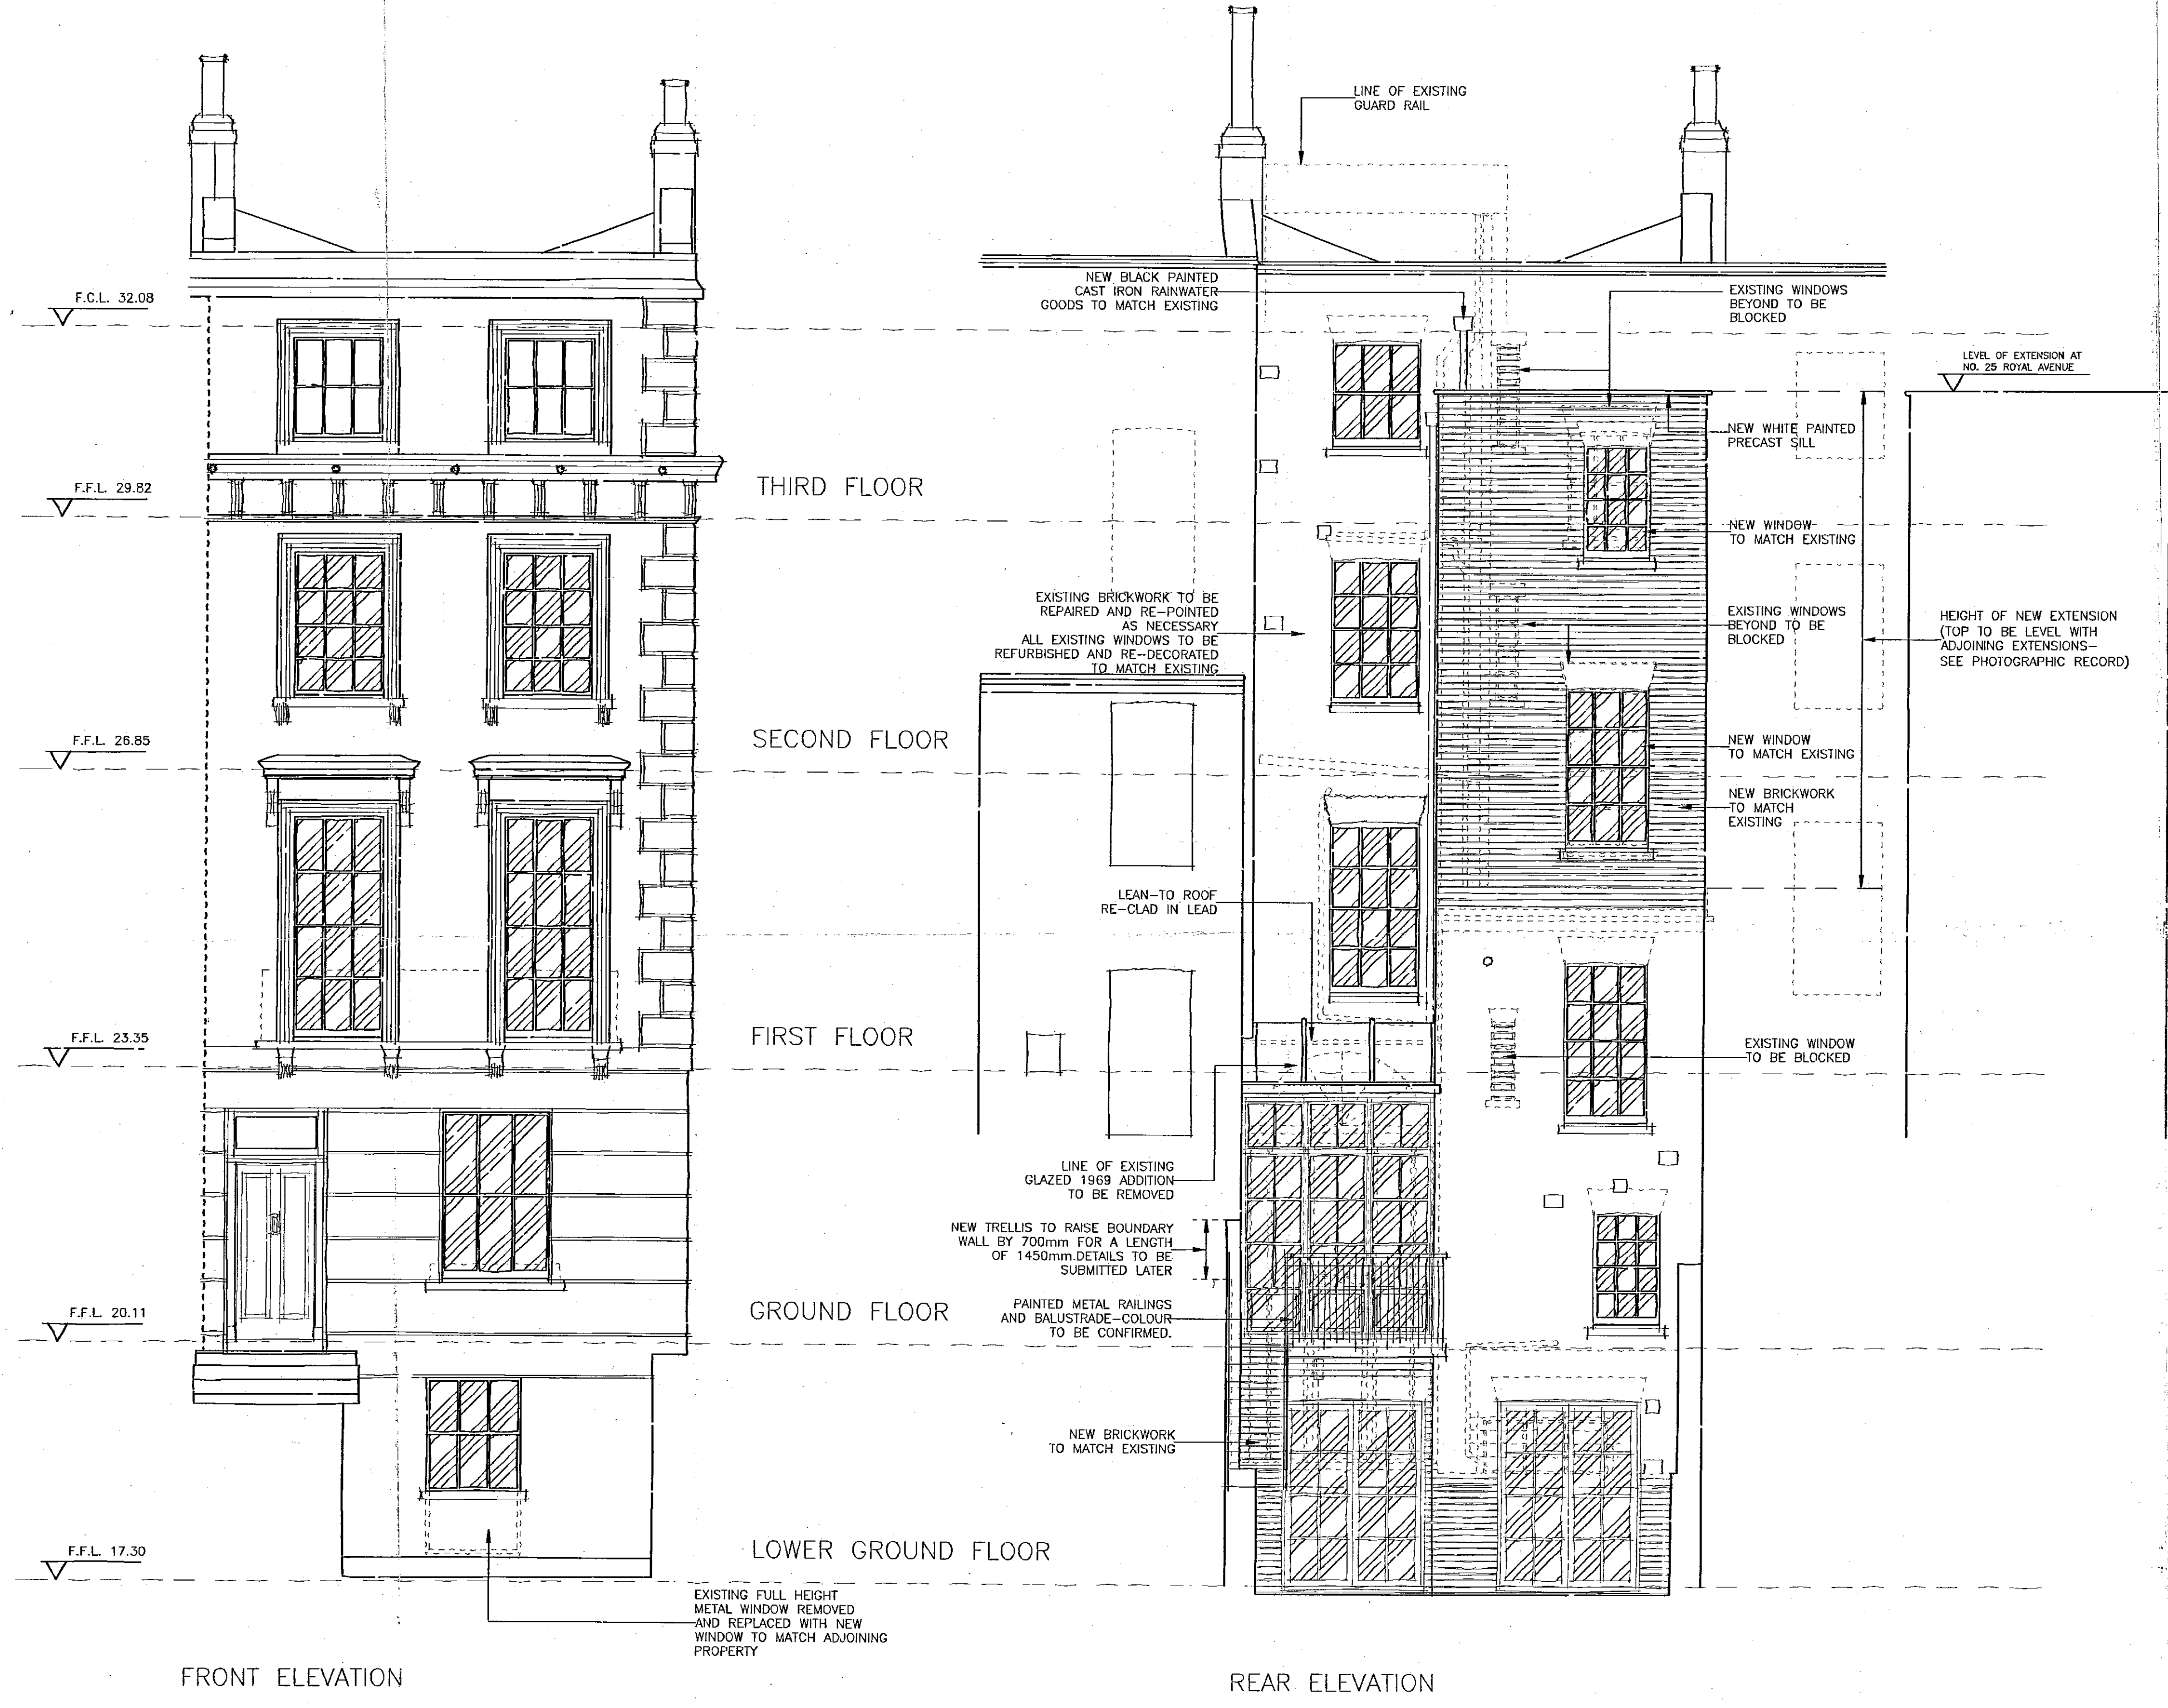 LINE OF EXISTING
GUARD RAIL
NEW BLACK PAINTED
CAST IRON RAINWATER
GOODS TO MATCH EXISTING
EXISTING WINDOWS
BEYOND TO BE
BLOCKED
F.C.L. 32.08
LEVEL OF EXTENSION AT
NO. 25 ROYAL AVENUE
NEW WHITE PAINTED
PRECAST SILL
F.F.L. 29.82
THIRD FLOOR
NEW WINDOW
TO MATCH EXISTING
EXISTING BRICKWORK TO BE
REPAIRED AND RE-POINTED
AS NECESSARY
ALL EXISTING WINDOWS TO BE
REFURBISHED AND RE-DECORATED
TO MATCH EXISTING
EXISTING WINDOWS
BEYOND TO BE
BLOCKED
HEIGHT OF NEW EXTENSION
(TOP TO BE LEVEL WITH
ADJOINING EXTENSIONS-
SEE PHOTOGRAPHIC RECORD)
F.F.L. 26.85
SECOND FLOOR
NEW WINDOW
TO MATCH EXISTING
NEW BRICKWORK
TO MATCH
EXISTING
LEAN-TO ROOF
RE-CLAD IN LEAD
F.F.L. 23.35
FIRST FLOOR
EXISTING WINDOW
TO BE BLOCKED
LINE OF EXISTING
GLAZED 1969 ADDITION
TO BE REMOVED
NEW TRELLIS TO RAISE BOUNDARY
WALL BY 700mm FOR A LENGTH
OF 1450mm.DETAILS TO BE
SUBMITTED LATER
F.F.L. 20.11
GROUND FLOOR
PAINTED METAL RAILINGS
AND BALUSTRADE-COLOUR
TO BE CONFIRMED.
NEW BRICKWORK
TO MATCH EXISTING
F.F.L. 17.30
LOWER GROUND FLOOR
EXISTING FULL HEIGHT
METAL WINDOW REMOVED
AND REPLACED WITH NEW
WINDOW TO MATCH ADJOINING
PROPERTY
FRONT ELEVATION
REAR ELEVATION